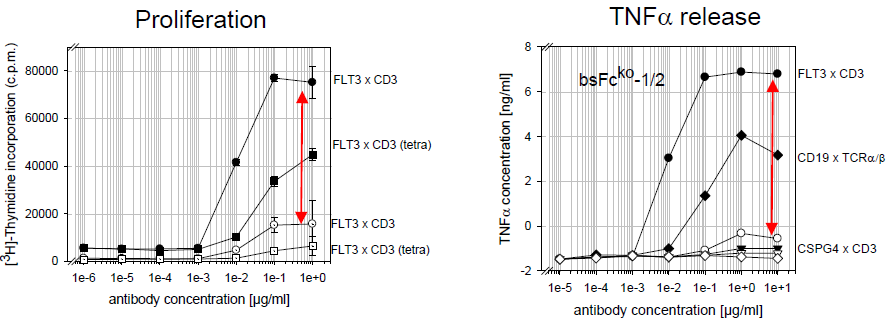 Proliferation
[³H]-Thymidine incorporation (c.p.m.)
80000
60000
40000
20000
0
FLT3 x CD3
FLT3 x CD3 (tetra)
FLT3 x CD3
FLT3 x CD3 (tetra)
1e-6 1e-5 1e-4 1e-3 1e-2 1e-1 1e+0
antibody concentration [µg/ml]
TNFα release
TNFα concentration [ng/ml]
8
6
4
2
0
-2
bsFcᵏᵒ-1/2
FLT3 x CD3
CD19 x TCRα/β
CSPG4 x CD3
1e-5 1e-4 1e-3 1e-2 1e-1 1e+0 1e+1
antibody concentration [µg/ml]